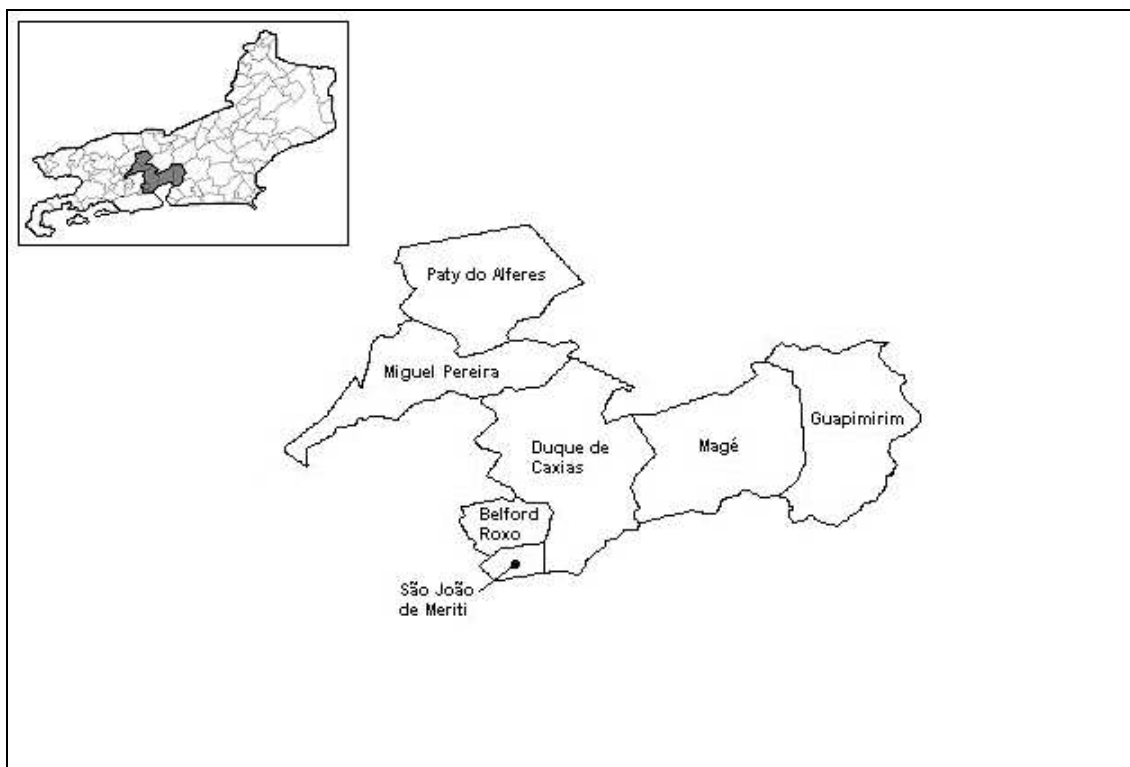 Paty do Alferes
Miguel Pereira
Guapimirim
Duque de
Caxias
Magé
Belford
Roxo
São João
de Meriti